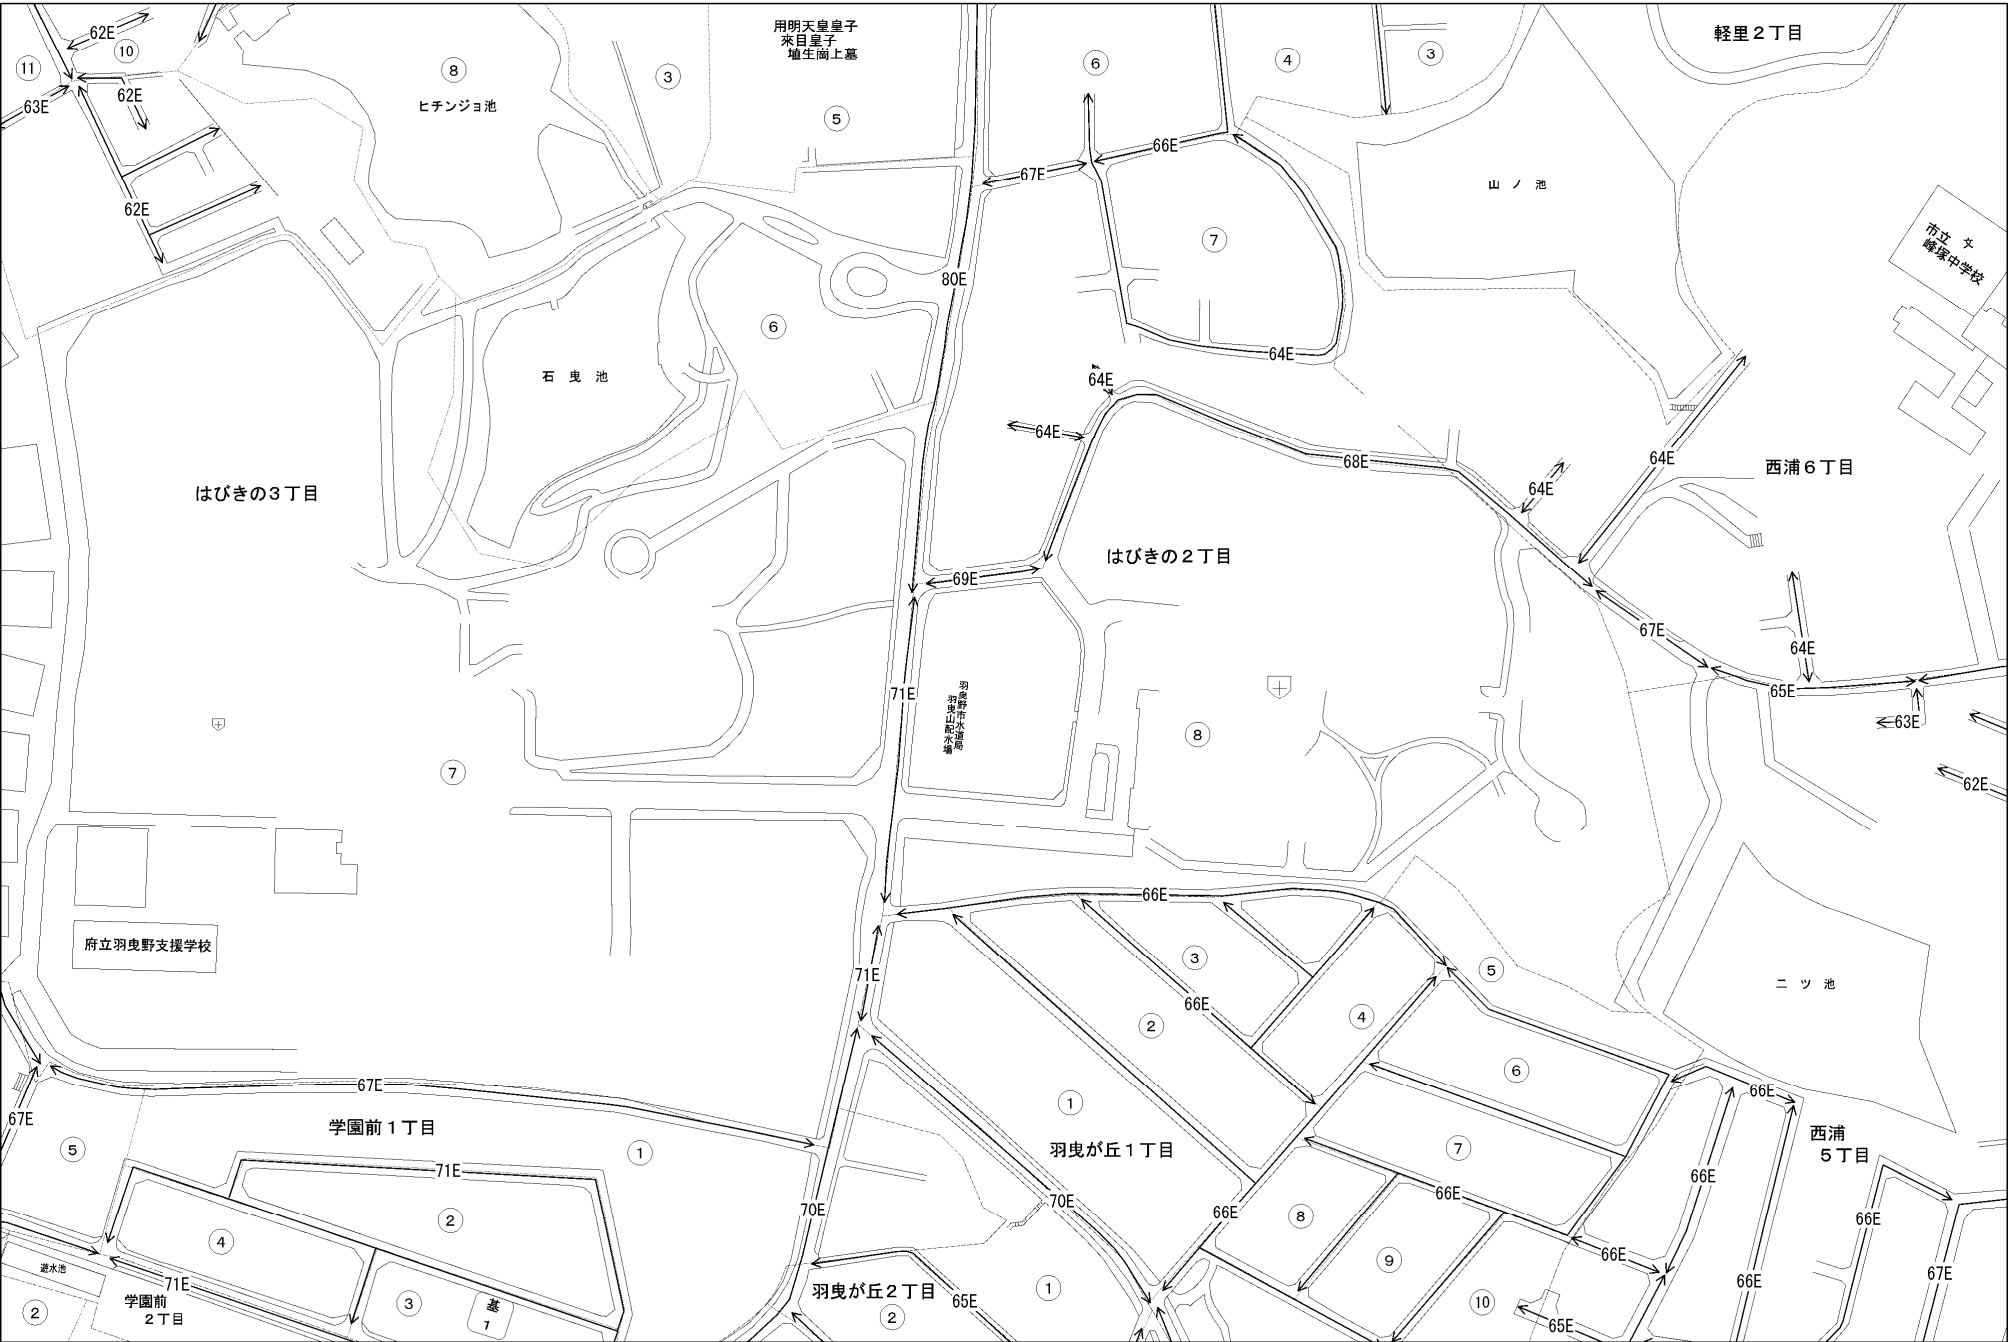 62E
⑩
⑪
63E
62E
62E
⑧
ヒチンジョ池
③
用明天皇皇子
來目皇子
埴生崗上墓
⑤
⑥
④
③
軽里２丁目
66E
67E
⑦
山ノ池
市立
峰塚中学校
文
80E
⑥
64E
石曳池
64E
64E
68E
64E
64E
西浦６丁目
はびきの３丁目
はびきの２丁目
69E
67E
64E
71E
65E
63E
羽曳野市水道局
羽曳山配水場
⑧
⑦
62E
66E
府立羽曳野支援学校
71E
③
66E
⑤
ニツ池
②
④
67E
67E
⑥
66E
①
学園前１丁目
①
羽曳が丘１丁目
⑦
西浦
５丁目
⑤
71E
66E
66E
②
70E
70E
66E
⑧
66E
④
66E
⑨
遊水池
71E
67E
66E
学園前
２丁目
③
基
1
羽曳が丘２丁目
65E
①
⑩
②
②
65E